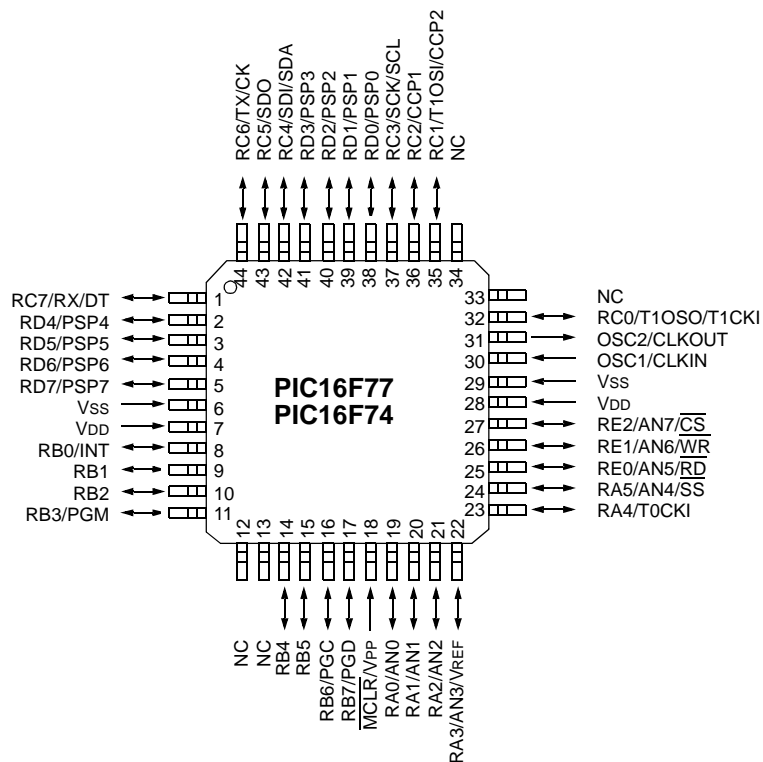 RC6/TX/CK
RC5/SDO
RC4/SDI/SDA
RD3/PSP3
RD2/PSP2
RD1/PSP1
RD0/PSP0
RC3/SCK/SCL
RC2/CCP1
RC1/T1OSI/CCP2
NC
44
43
42
41
40
39
38
37
36
35
34
RC7/RX/DT 1
RD4/PSP4 2
RD5/PSP5 3
RD6/PSP6 4
RD7/PSP7 5
VSS 6
VDD 7
RB0/INT 8
RB1 9
RB2 10
RB3/PGM 11
PIC16F77
PIC16F74
33 NC
32 RC0/T1OSO/T1CKI
31 OSC2/CLKOUT
30 OSC1/CLKIN
29 VSS
28 VDD
27 RE2/AN7/CS
26 RE1/AN6/WR
25 RE0/AN5/RD
24 RA5/AN4/SS
23 RA4/T0CKI
12
13
14
15
16
17
18
19
20
21
22
NC
NC
RB4
RB5
RB6/PGC
RB7/PGD
MCLR/VPP
RA0/AN0
RA1/AN1
RA2/AN2
RA3/AN3/VREF